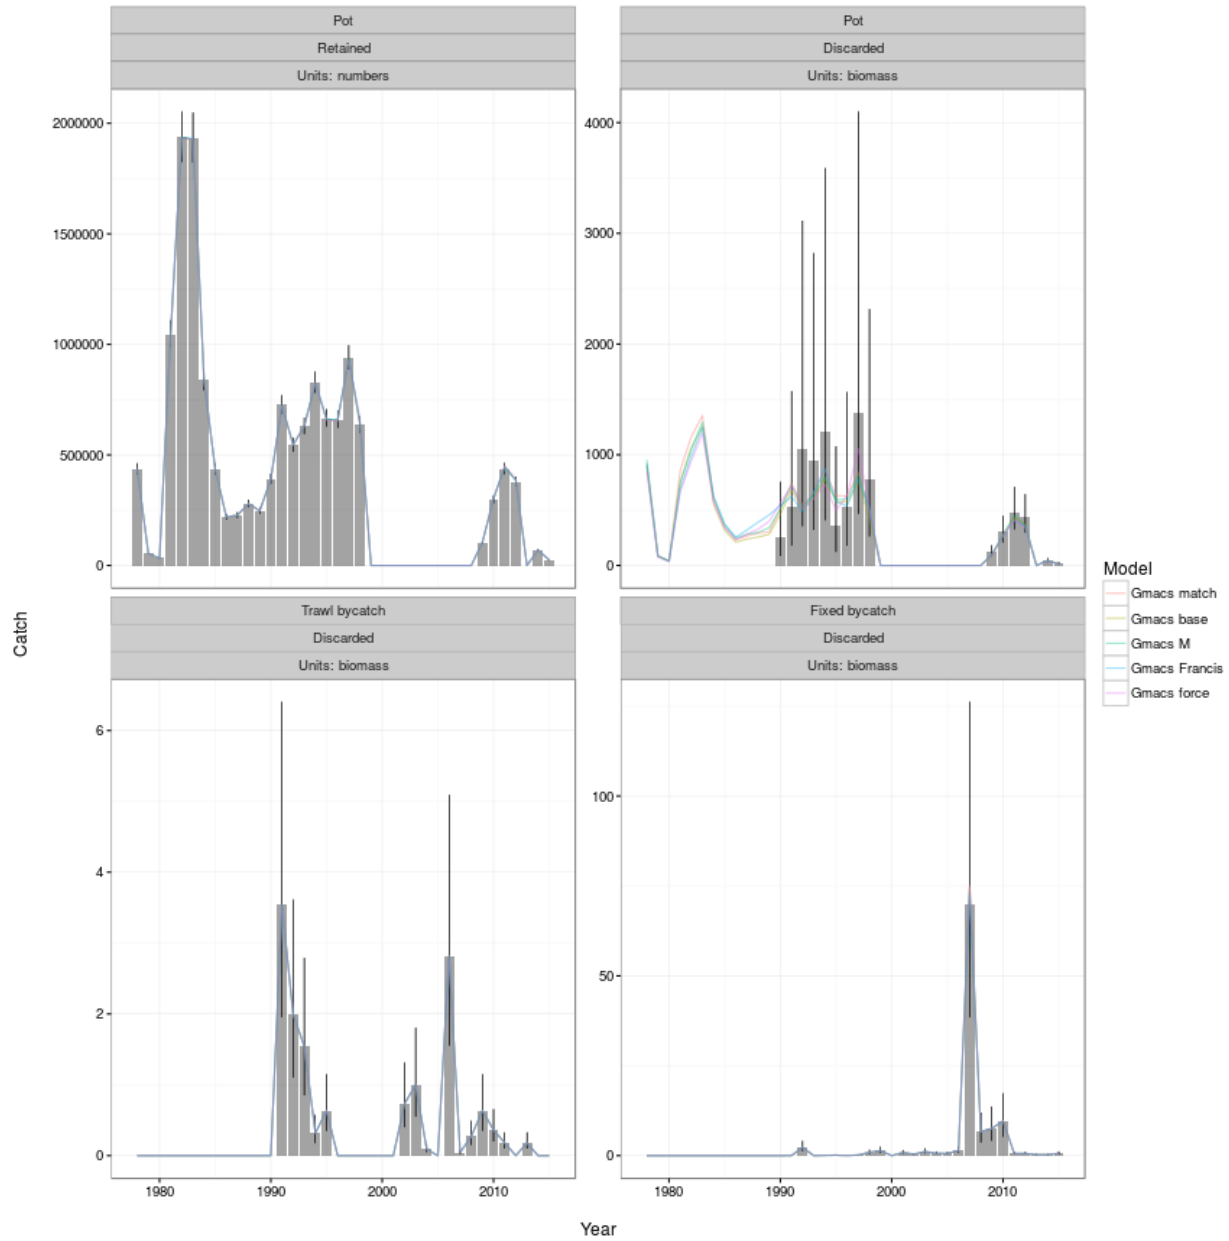 Pot
Retained
Units: numbers
Pot
Discarded
Units: biomass
2000000
1500000
1000000
500000
0
4000
3000
2000
1000
0
Trawl bycatch
Discarded
Units: biomass
Fixed bycatch
Discarded
Units: biomass
6
4
2
0
100
50
0
1980
1990
2000
2010
1980
1990
2000
2010
Catch
Year
Model
Gmacs match
Gmacs base
Gmacs M
Gmacs Francis
Gmacs force